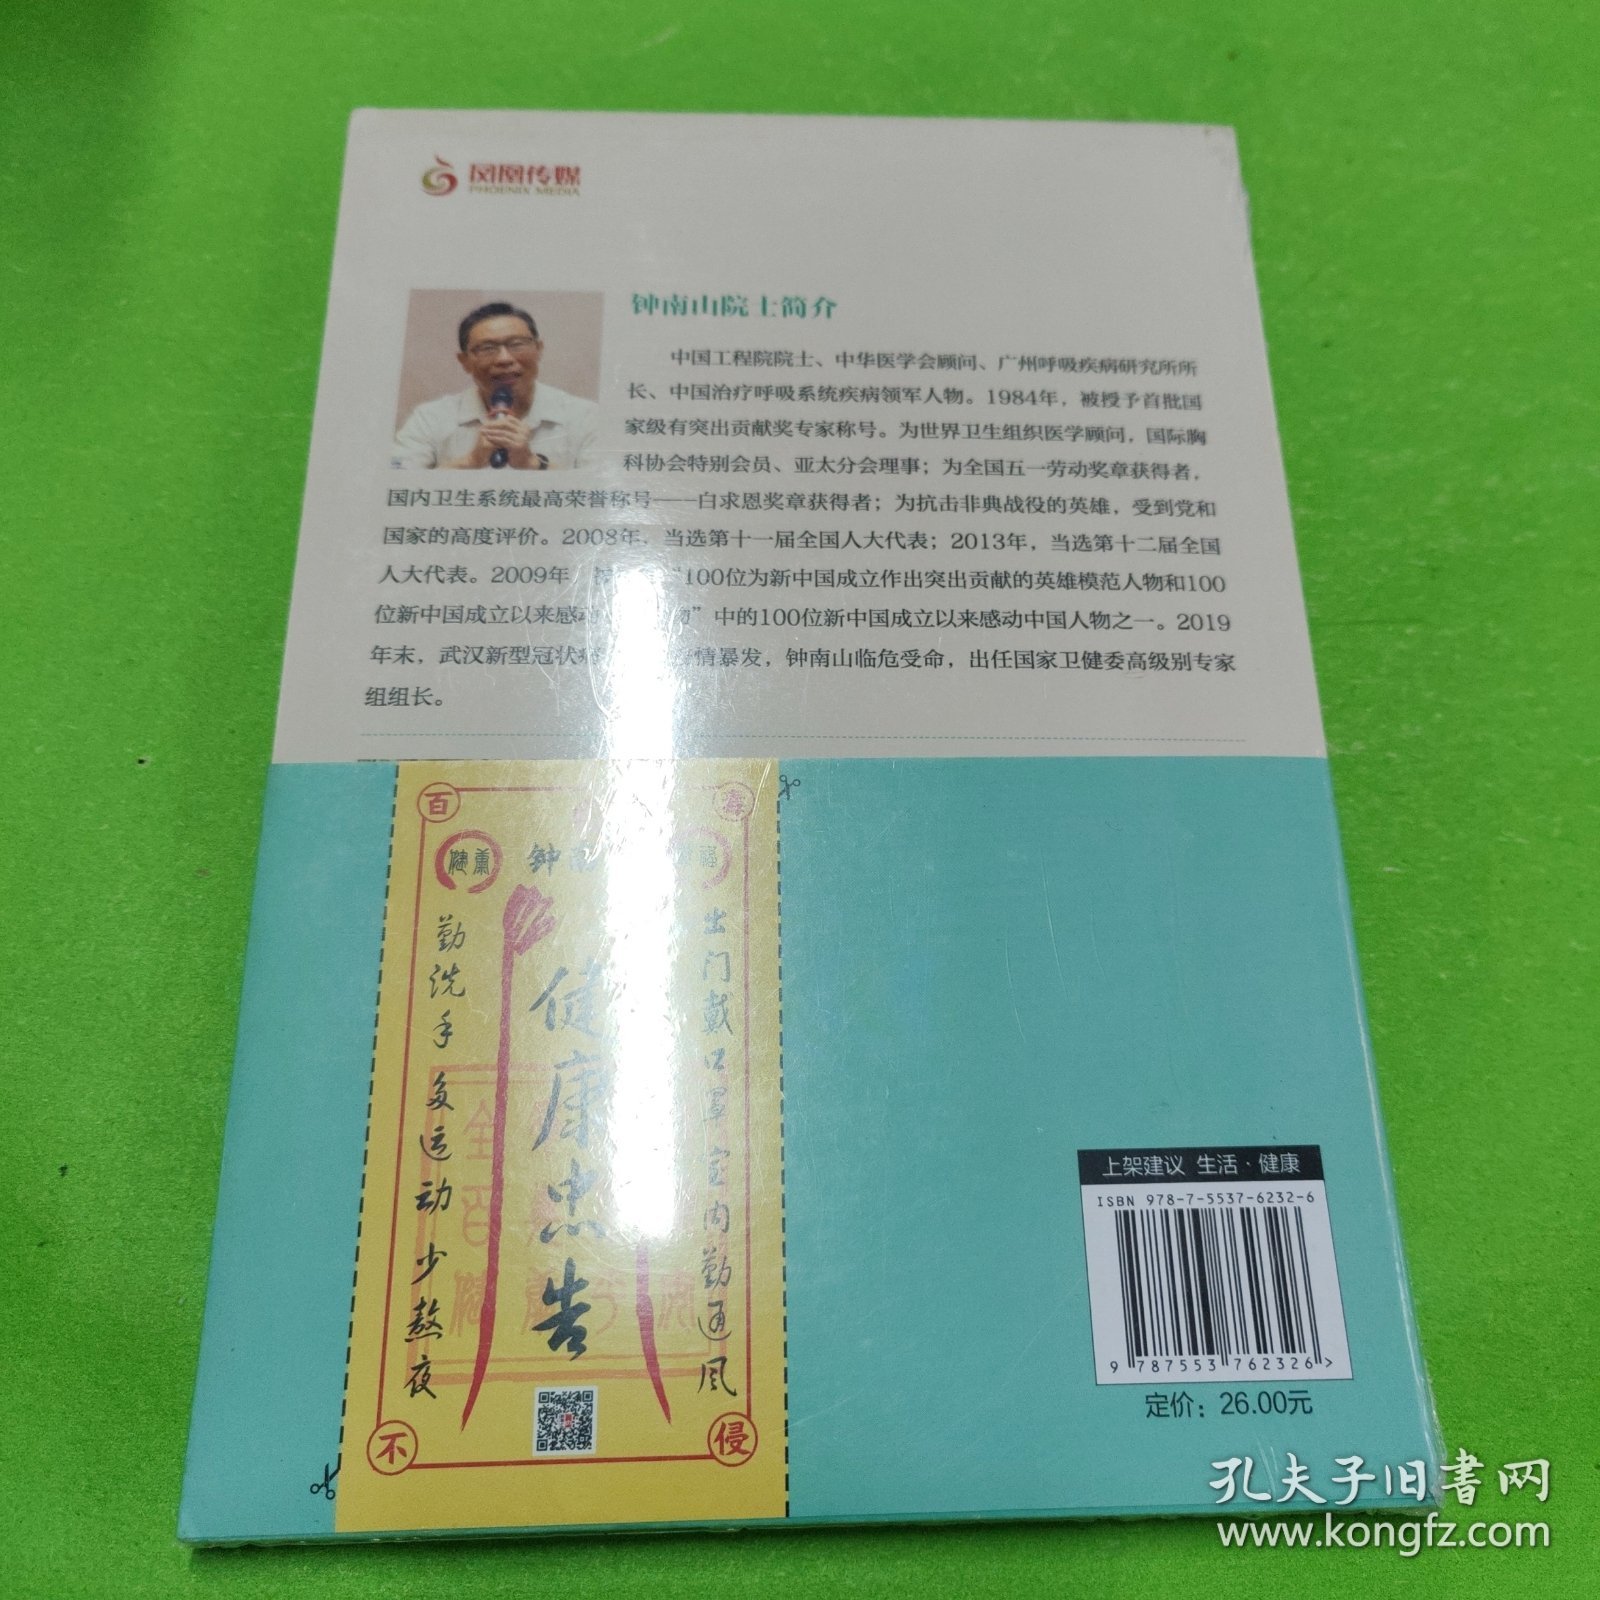 凤凰传媒
PHOENIX MEDIA
钟南山院士简介
中国工程院院士、中华医学会顾问、广州呼吸疾病研究所所
长、中国治疗呼吸系统疾病领军人物。1984年，被授予首批国
家级有突出贡献奖专家称号。为世界卫生组织医学顾问，国际胸
科协会特别会员、亚太分会理事；为全国五一劳动奖章获得者，
国内卫生系统最高荣誉称号——白求恩奖章获得者；为抗击非典战役的英雄，受到党和
国家的高度评价。2008年，当选第十一届全国人大代表；2013年，当选第十二届全国
人大代表。2009年 100位为新中国成立作出突出贡献的英雄模范人物和100
位新中国成立以来感动 物”中的100位新中国成立以来感动中国人物之一。2019
年末，武汉新型冠状 情暴发，钟南山临危受命，出任国家卫健委高级别专家
组组长。
百
毒
健康
钟南
出门戴口罩室内勤通风
健康忠告
勤洗手多运动少熬夜
不
侵
上架建议 生活·健康
ISBN 978-7-5537-6232-6
9 787553 762326 >
定价：26.00元
孔夫子旧书网
www.kongfz.com